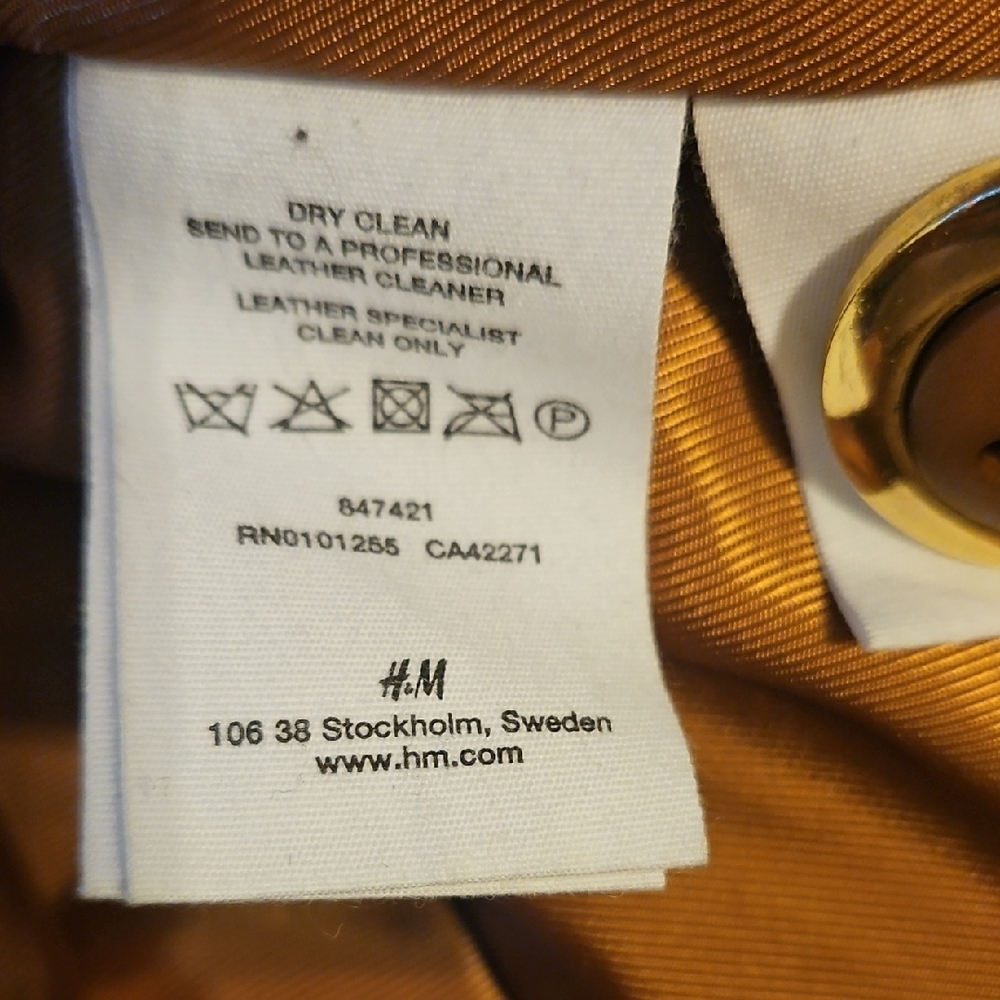 DRY CLEAN
SEND TO A PROFESSIONAL
LEATHER CLEANER
LEATHER SPECIALIST
CLEAN ONLY
P
847421
RN0101255 CA42271
H&M
106 38 Stockholm, Sweden
www.hm.com